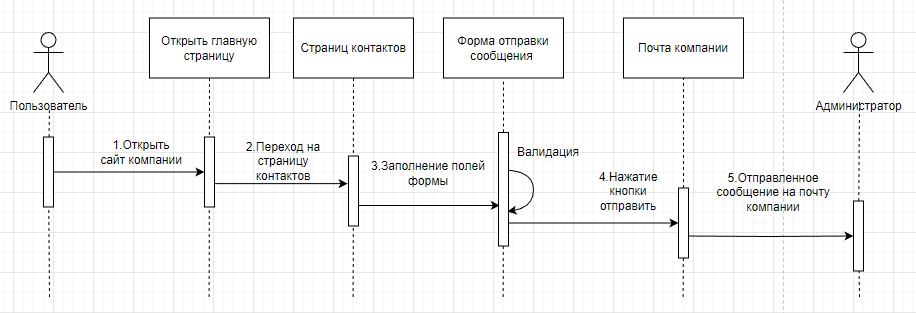 Открыть главную
страницу
Страниц контактов
Форма отправки
сообщения
Почта компании
Пользователь
Администратор
1.Открыть
сайт компании
2.Переход на
страницу
контактов
3.Заполнение полей
формы
Валидация
4.Нажатие
кнопки
отправить
5.Отправленное
сообщение на почту
компании